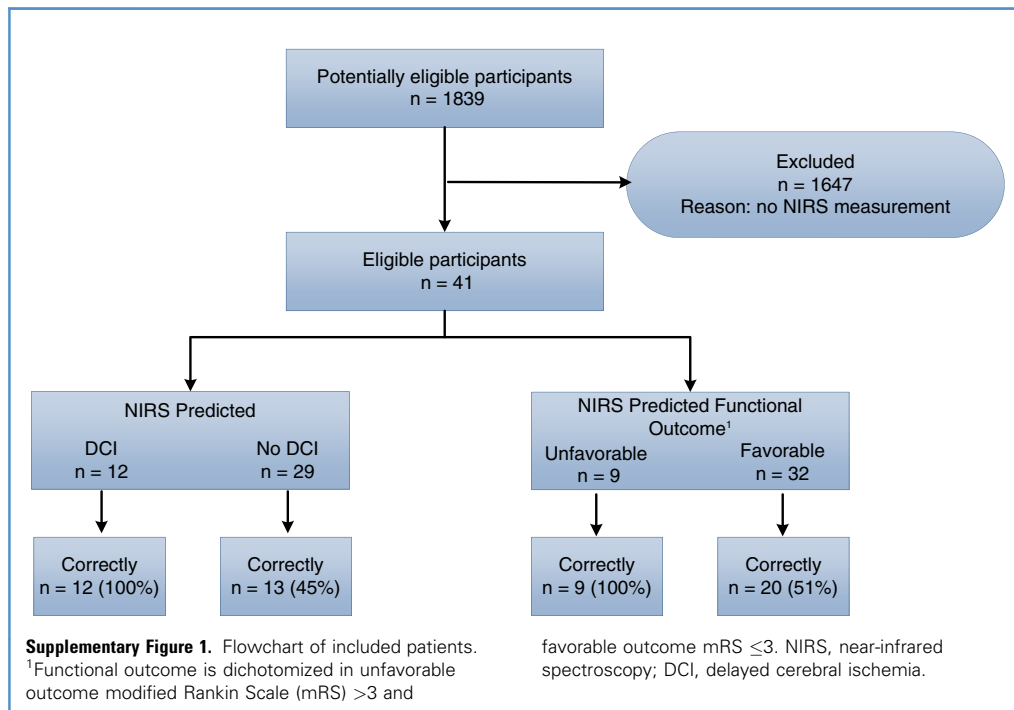 Potentially eligible participants
n = 1839
Excluded
n = 1647
Reason: no NIRS measurement
Eligible participants
n = 41
NIRS Predicted
DCI
n = 12
No DCI
n = 29
NIRS Predicted Functional
Outcome¹
Unfavorable
n = 9
Favorable
n = 32
Correctly
n = 12 (100%)
Correctly
n = 13 (45%)
Correctly
n = 9 (100%)
Correctly
n = 20 (51%)
Supplementary Figure 1. Flowchart of included patients.
¹Functional outcome is dichotomized in unfavorable
outcome modified Rankin Scale (mRS) >3 and
favorable outcome mRS ≤3. NIRS, near-infrared
spectroscopy; DCI, delayed cerebral ischemia.